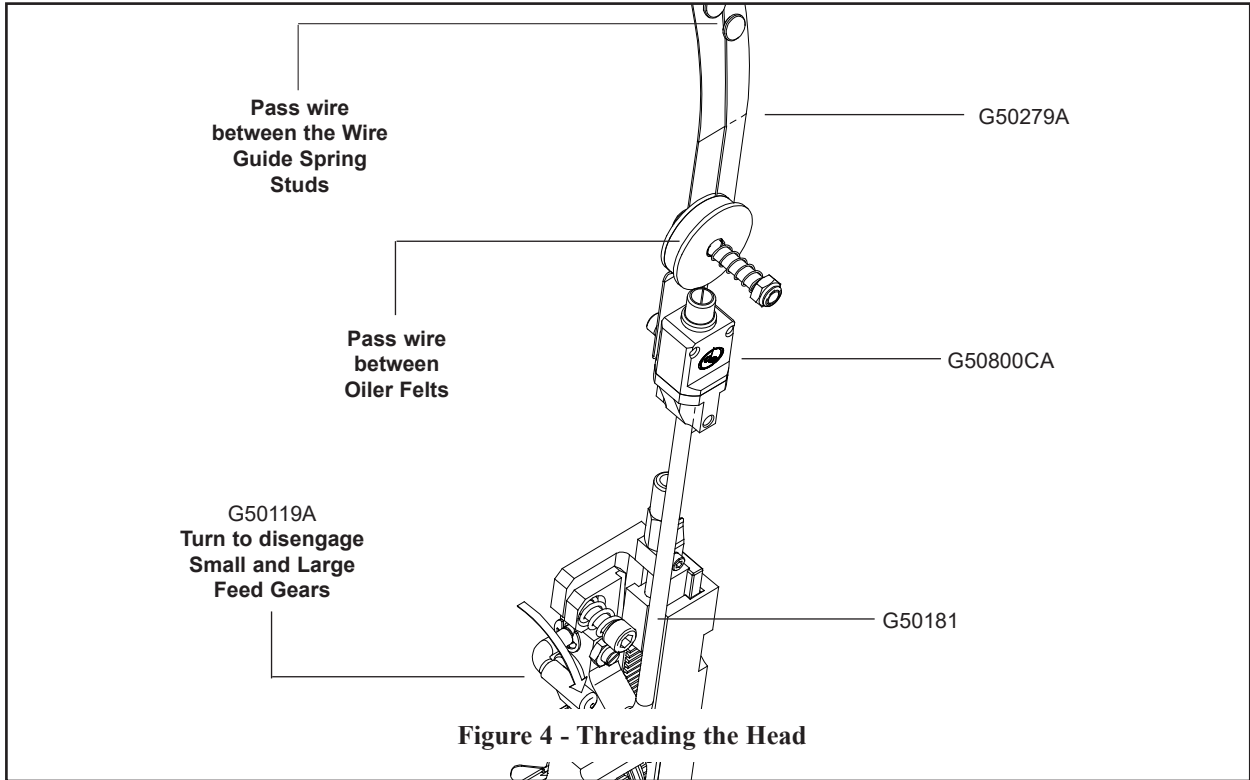 Pass wire
between the Wire
Guide Spring
Studs
G50279A
Pass wire
between
Oiler Felts
G50800CA
G50119A
Turn to disengage
Small and Large
Feed Gears
G50181
Figure 4 - Threading the Head